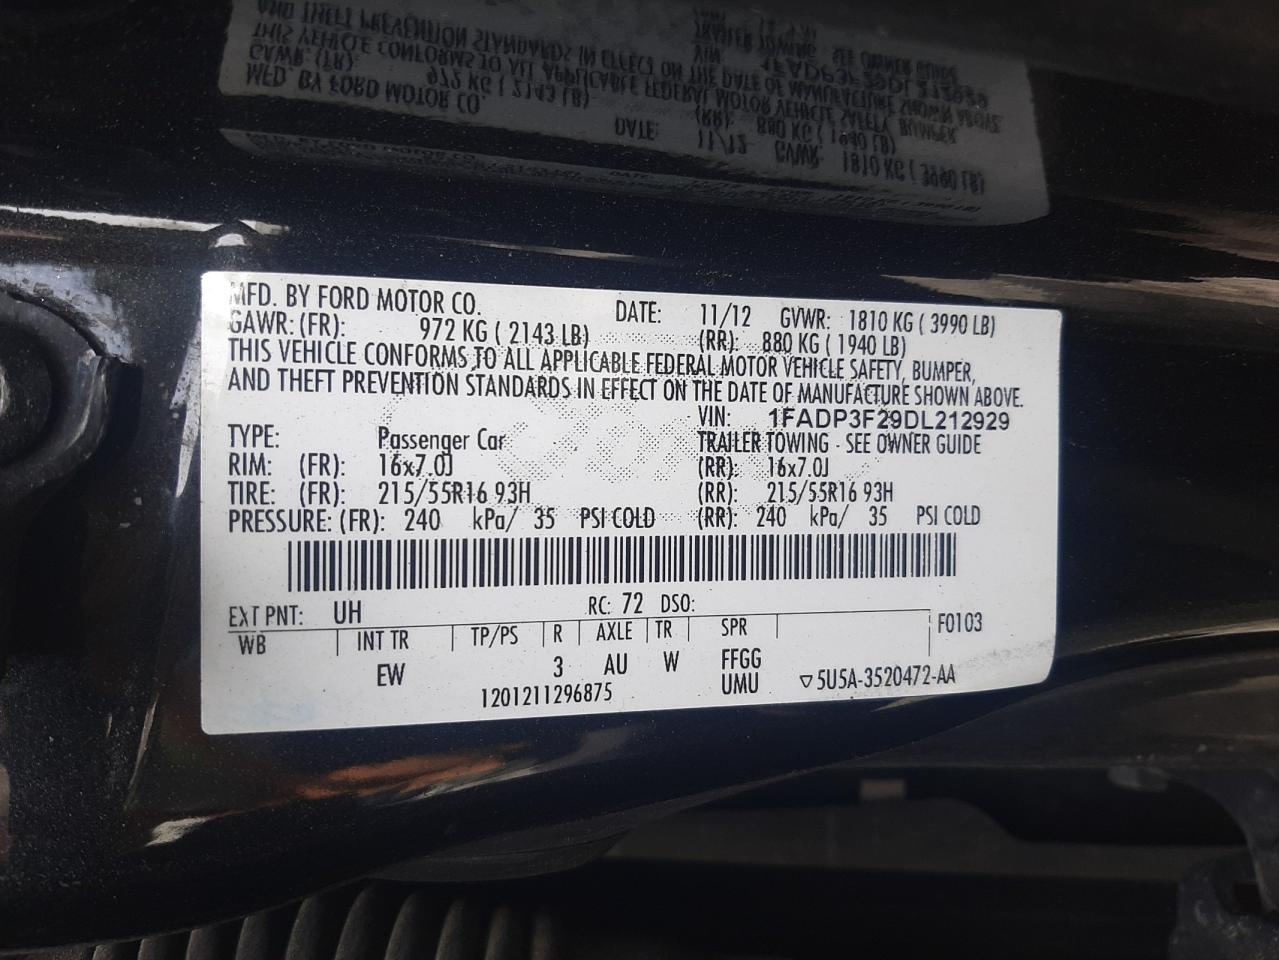 MFD. BY FORD MOTOR CO. DATE: 11/12 GVWR: 1810 KG ( 3990 LB)
GAWR: (FR): 972 KG ( 2143 LB) (RR): 880 KG ( 1940 LB)
THIS VEHICLE CONFORMS TO ALL APPLICABLE FEDERAL MOTOR VEHICLE SAFETY, BUMPER,
AND THEFT PREVENTION STANDARDS IN EFFECT ON THE DATE OF MANUFACTURE SHOWN ABOVE.
VIN: 1FADP3F29DL212929
TYPE: Passenger Car TRAILER TOWING - SEE OWNER GUIDE
RIM: (FR): 16x7.0J (RR): 16x7.0J
TIRE: (FR): 215/55R16 93H (RR): 215/55R16 93H
PRESSURE: (FR): 240 kPa/ 35 PSI COLD (RR): 240 kPa/ 35 PSI COLD
EXT PNT: UH RC: 72 DSO:
WB INT TR TP/PS R AXLE TR SPR F0103
EW 3 AU W FFGG
UMU
1201211296875 ▽5U5A-3520472-AA